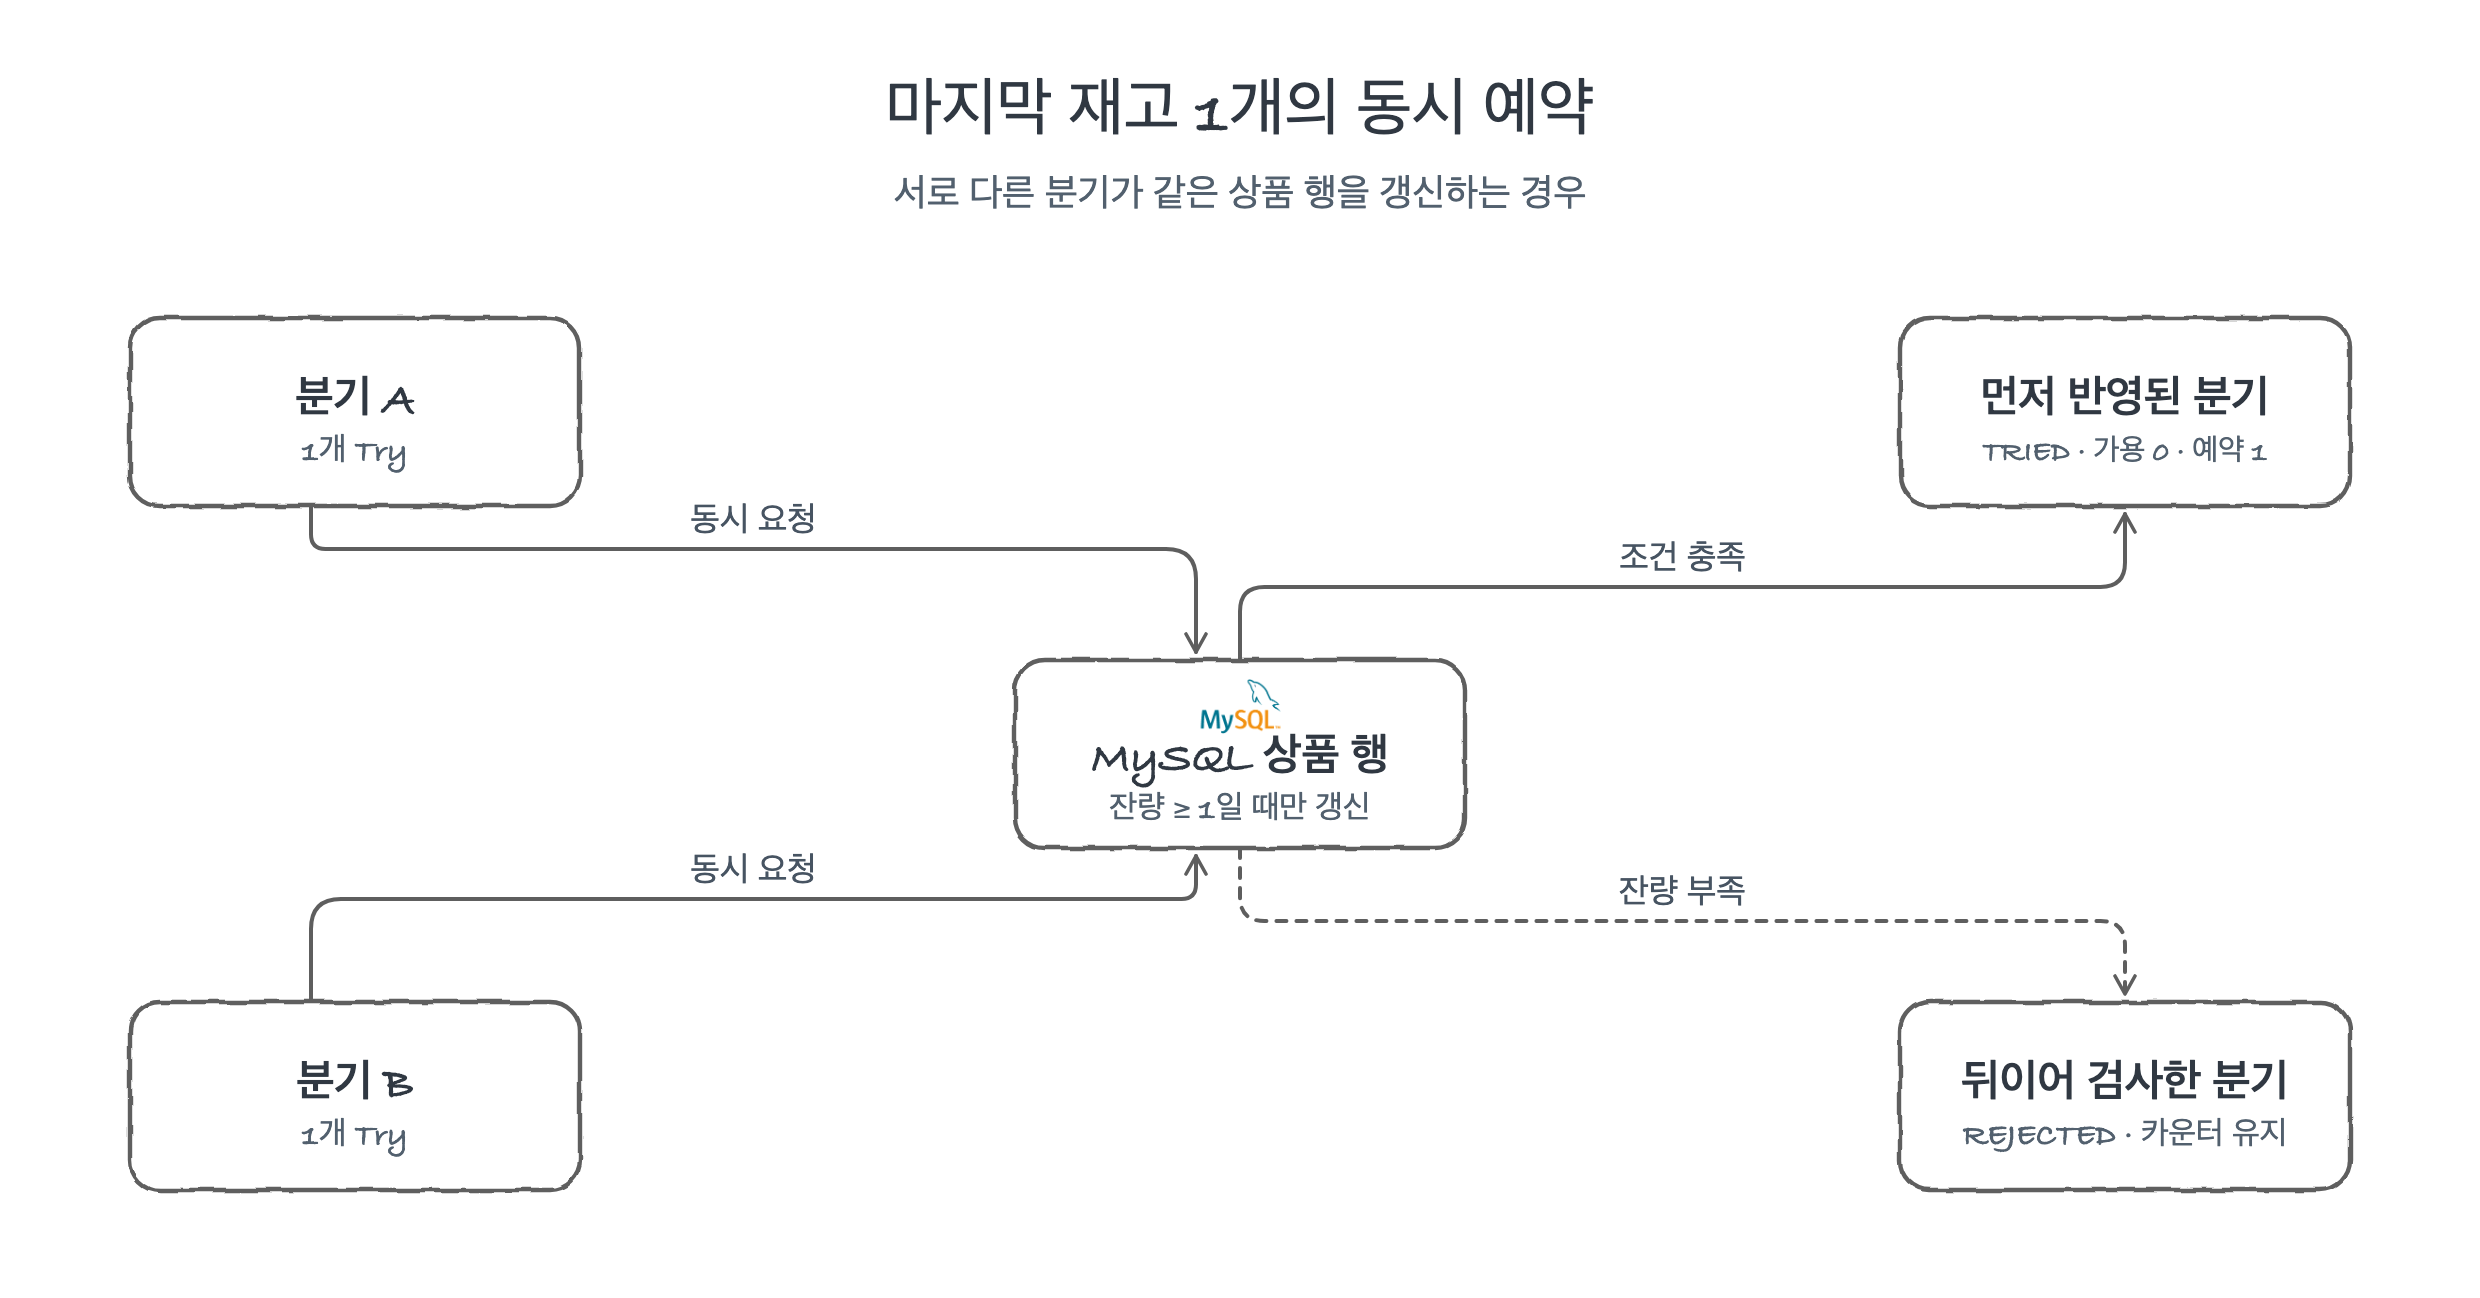 마지막 재고 1개의 동시 예약
서로 다른 분기가 같은 상품 행을 갱신하는 경우
분기 A
1개 Try
먼저 반영된 분기
TRIED · 가용 0 · 예약 1
동시 요청
조건 충족
MySQL
MySQL 상품 행
잔량 ≥ 1일 때만 갱신
동시 요청
잔량 부족
분기 B
1개 Try
뒤이어 검사한 분기
REJECTED · 카운터 유지